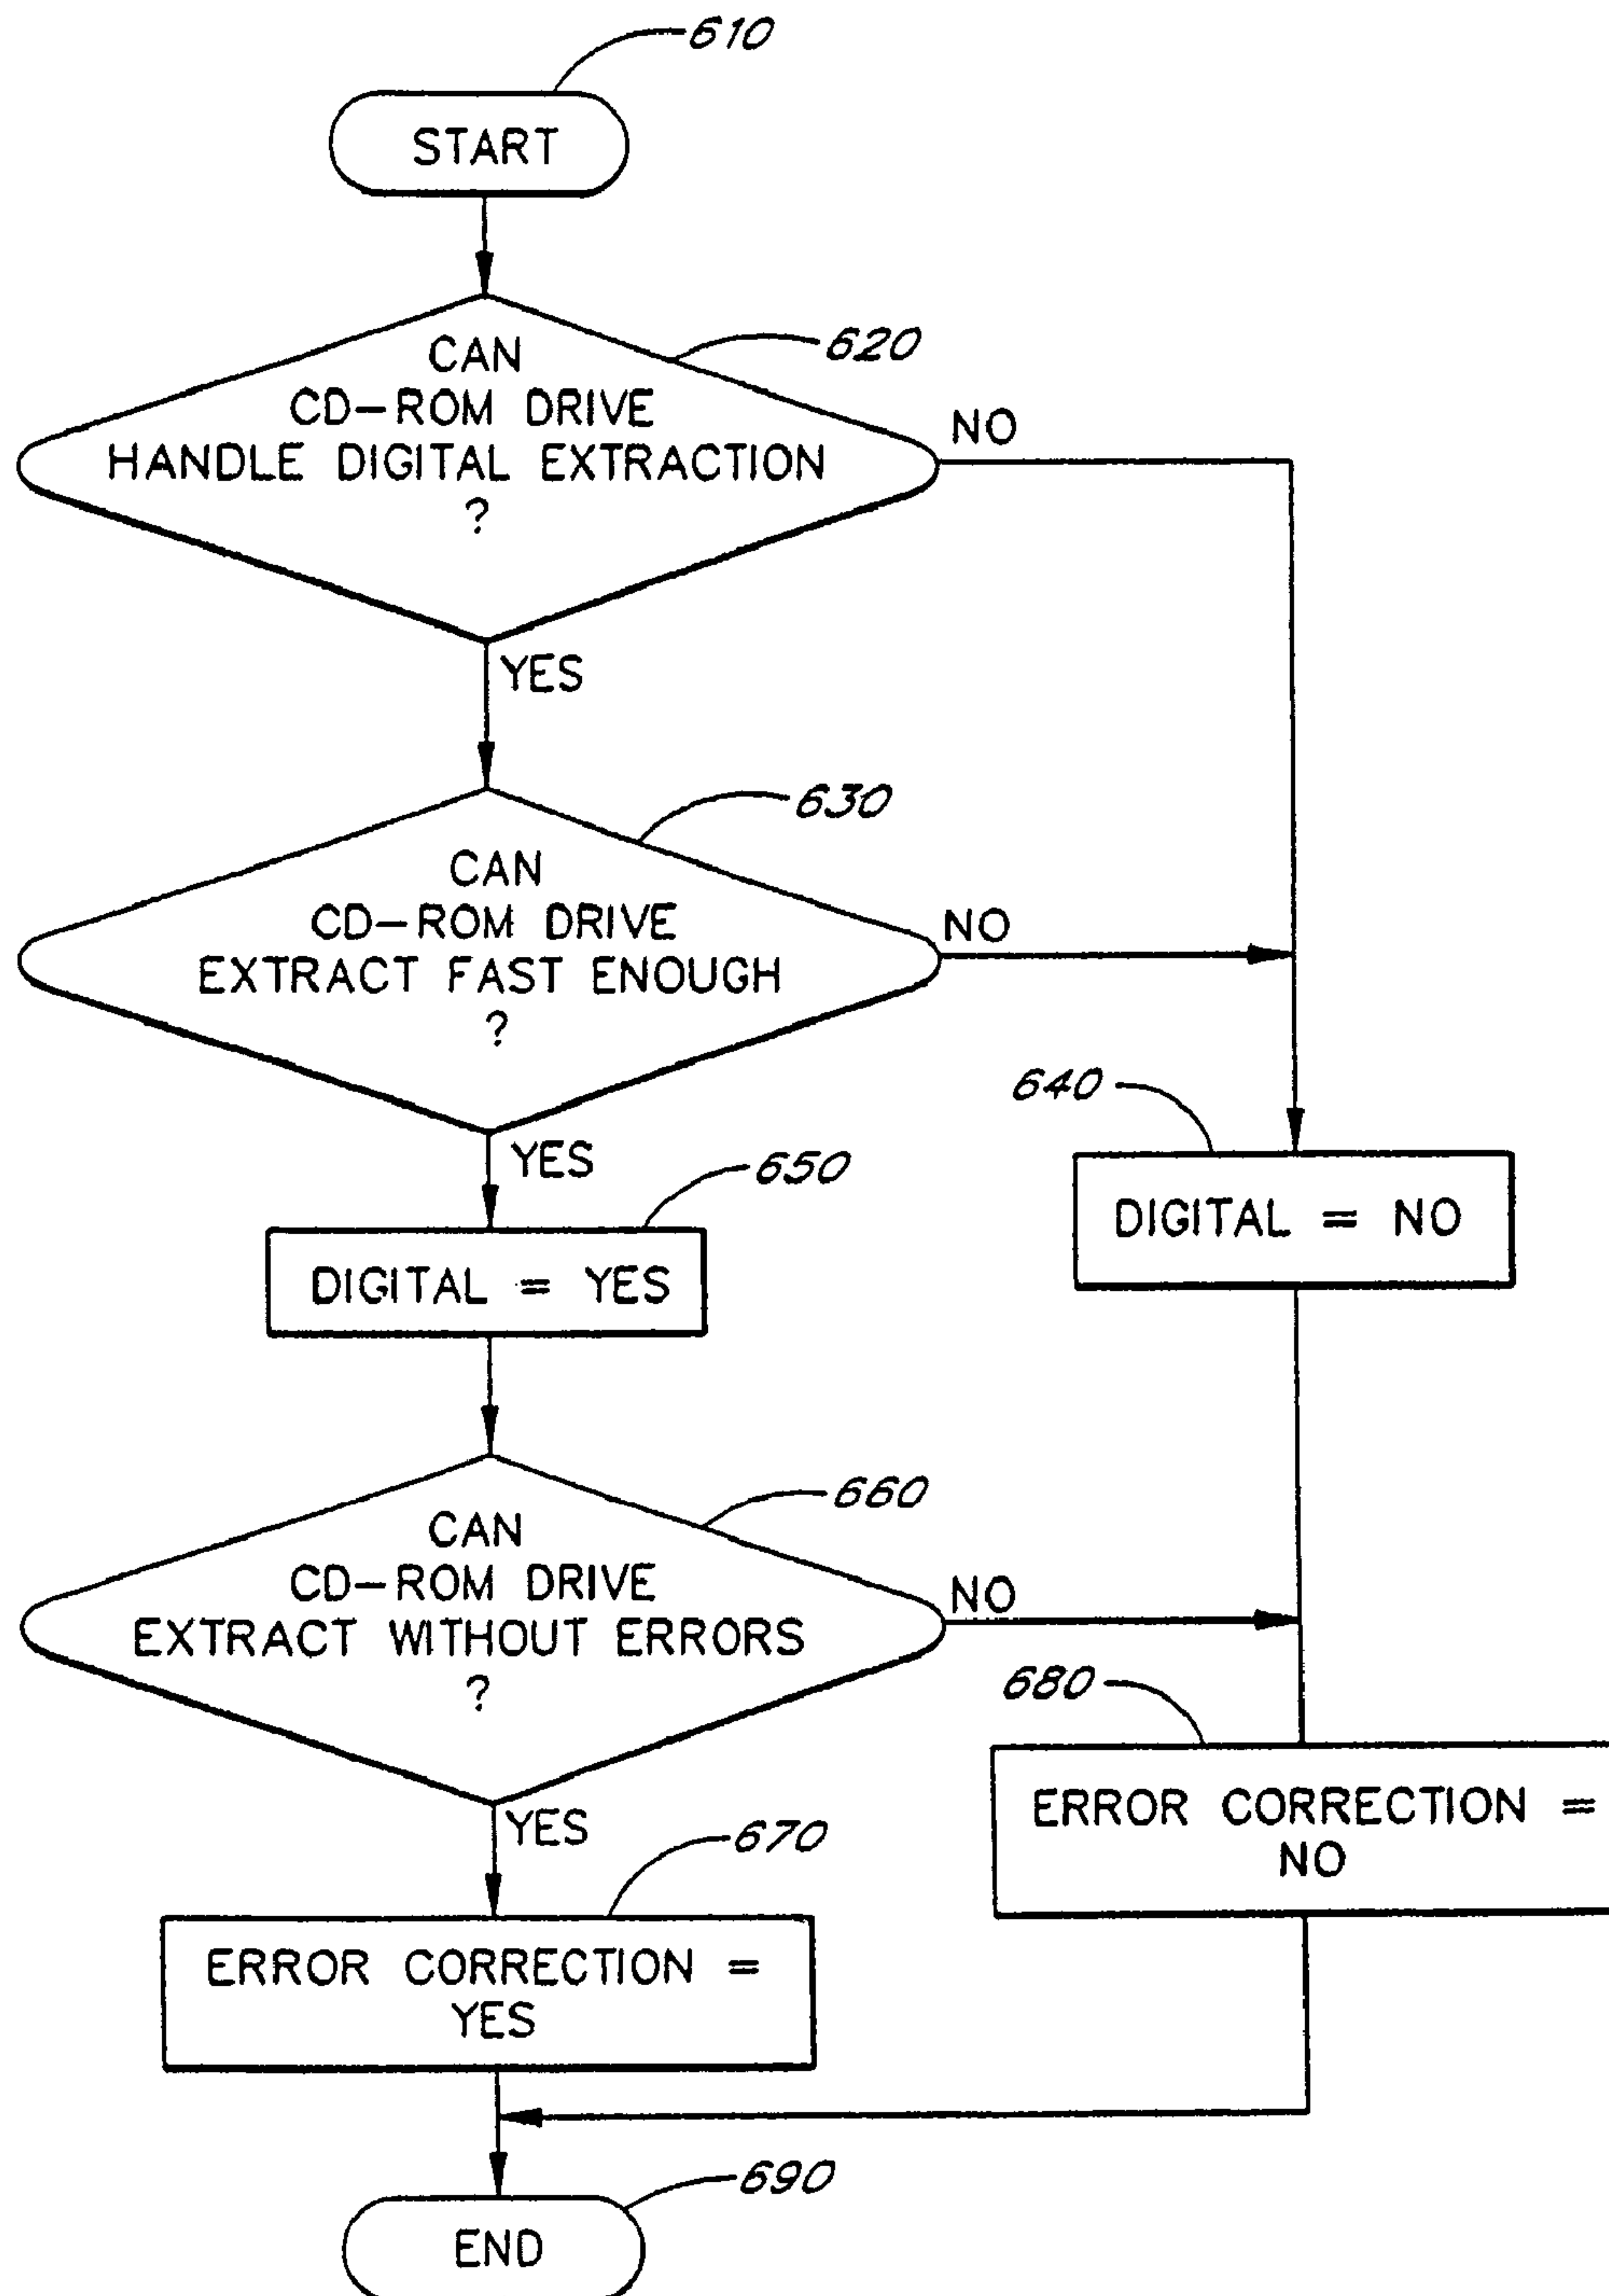 610
START
620
CAN
CD-ROM DRIVE
HANDLE DIGITAL EXTRACTION
?
NO
YES
630
CAN
CD-ROM DRIVE
EXTRACT FAST ENOUGH
?
NO
YES
640
DIGITAL = NO
650
DIGITAL = YES
660
CAN
CD-ROM DRIVE
EXTRACT WITHOUT ERRORS
?
NO
YES
680
ERROR CORRECTION =
NO
670
ERROR CORRECTION =
YES
690
END